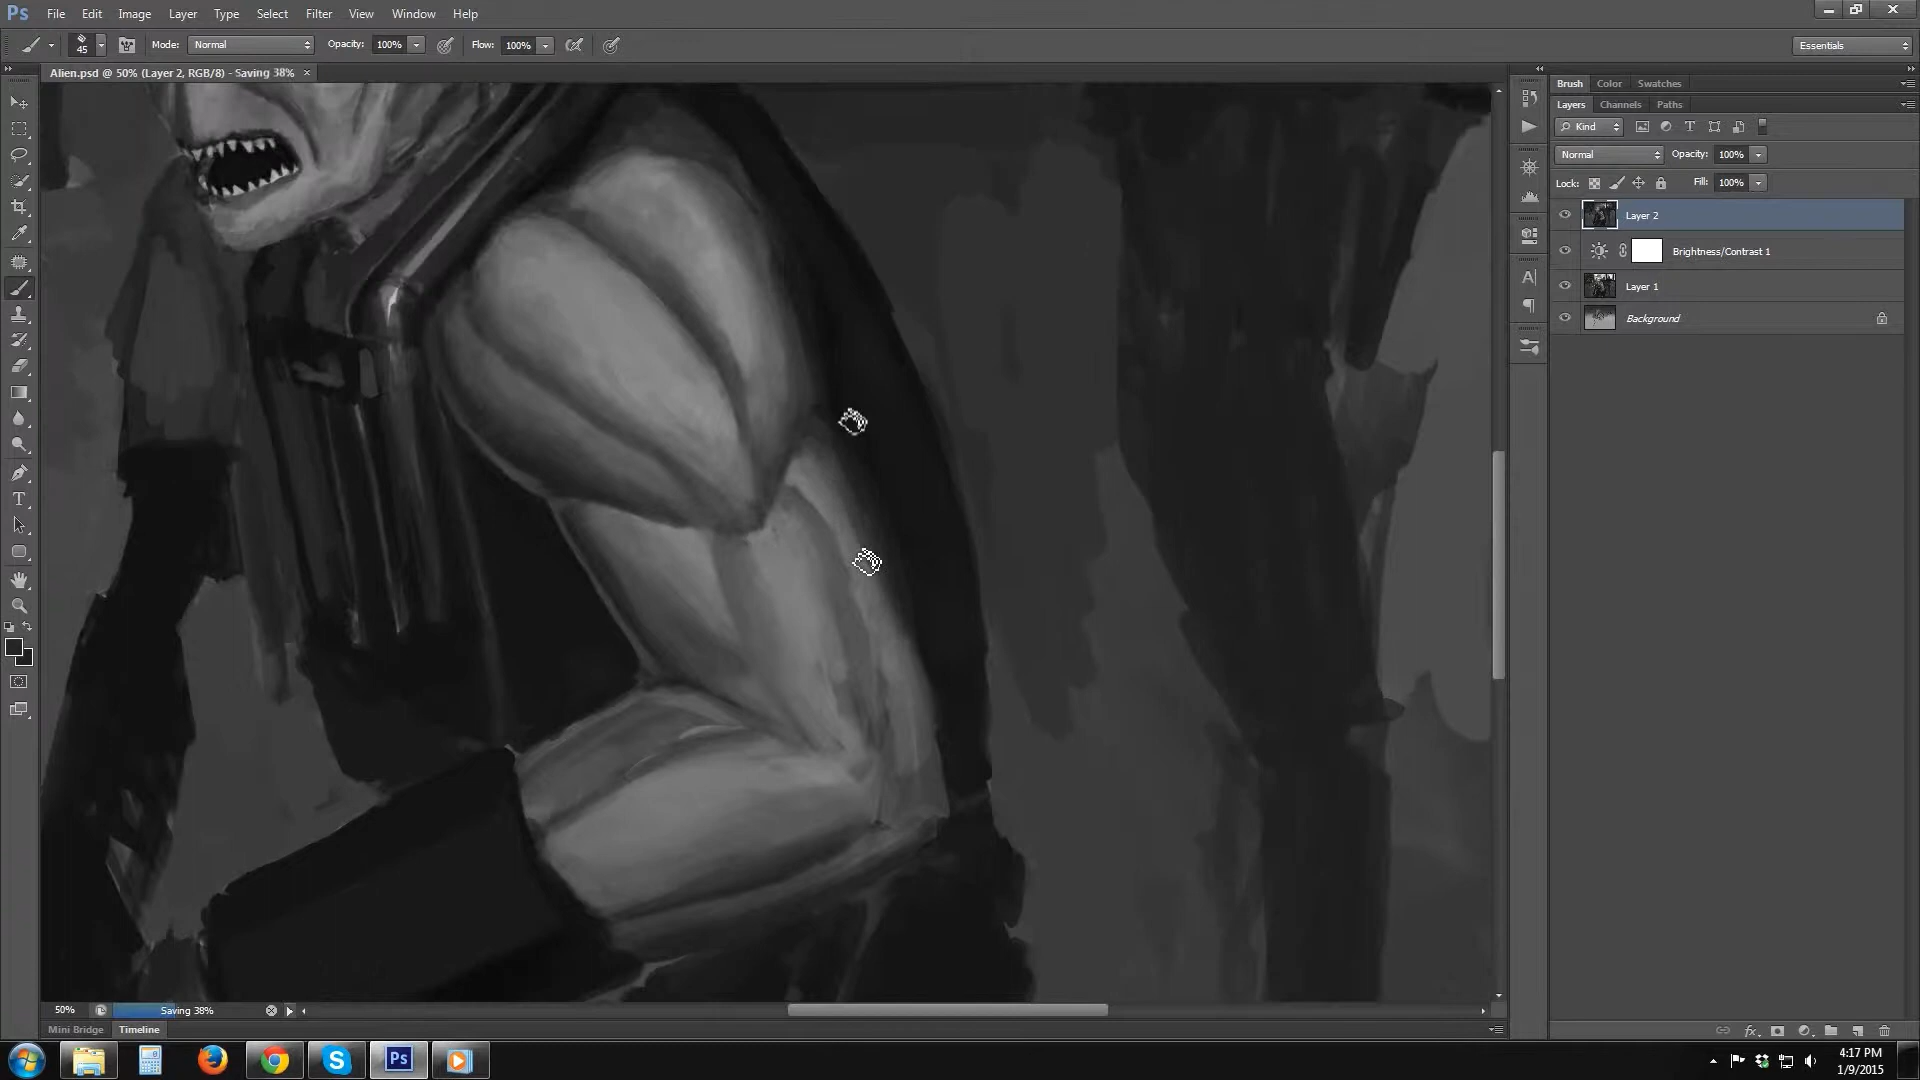 Ps File Edit Image Layer Type Select Filter View Window Help
45 Mode: Normal Opacity: 100% Flow: 100% Essentials
Alien.psd @ 50% (Layer 2, RGB/8) - Saving 38% ×
Brush Color Swatches
Layers Channels Paths
Kind
Normal Opacity: 100%
Lock: Fill: 100%
Layer 2
Brightness/Contrast 1
Layer 1
Background
50% Saving 38%
Mini Bridge Timeline
Ps
4:17 PM
1/9/2015